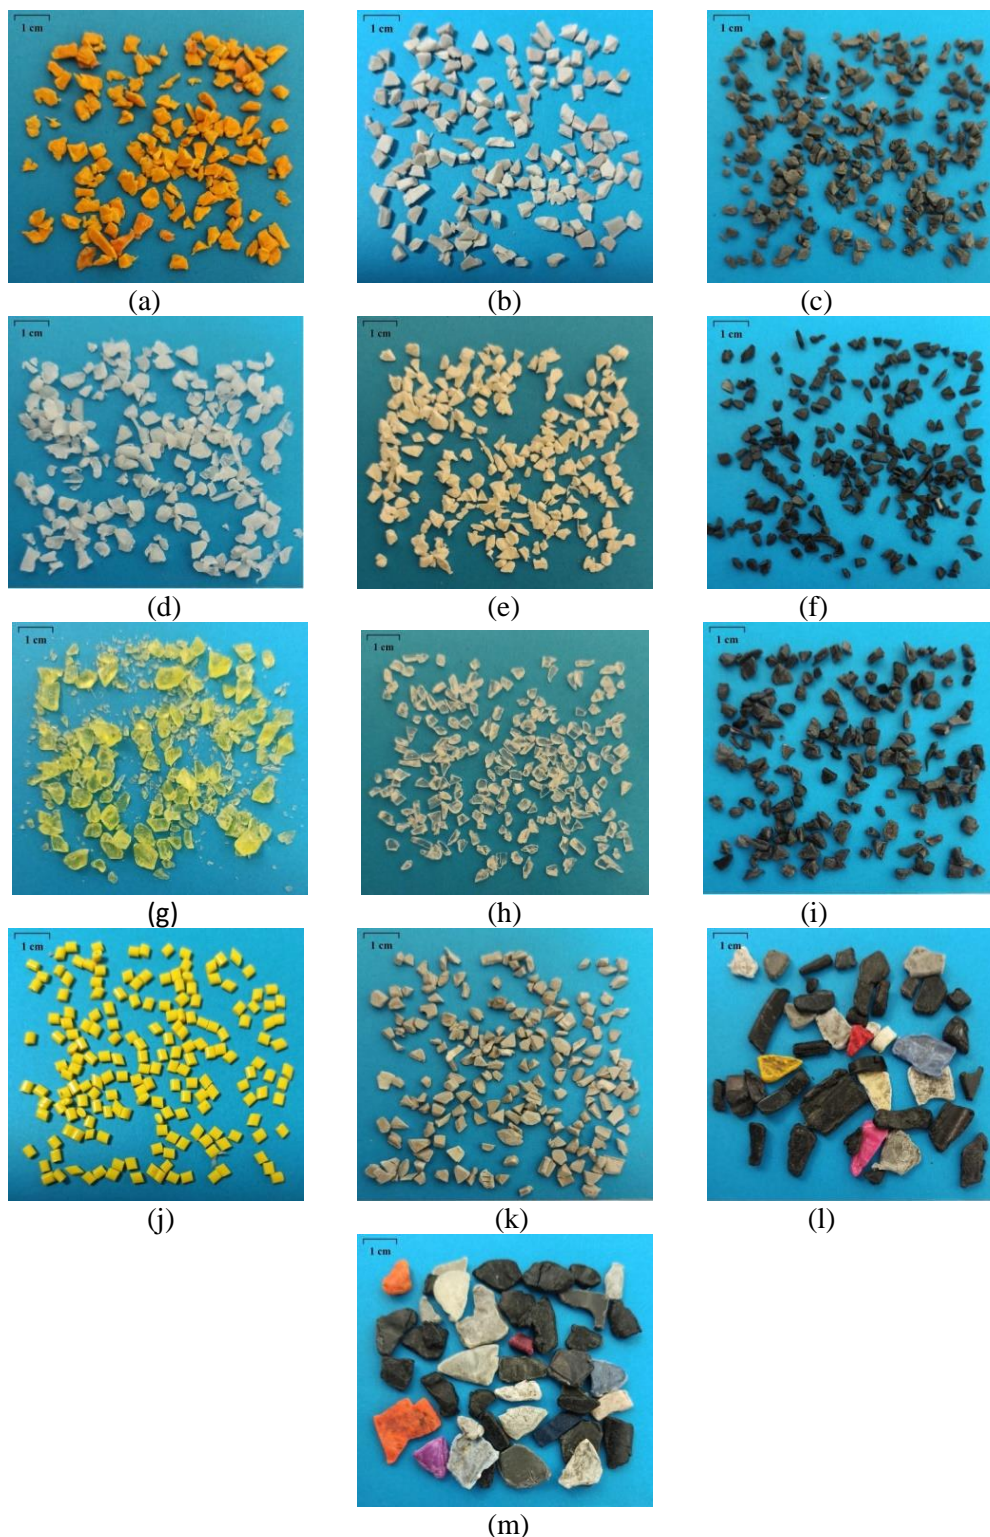 1 cm 1 cm 1 cm
(a) (b) (c)
1 cm 1 cm 1 cm
(d) (e) (f)
1 cm 1 cm 1 cm
(g) (h) (i)
1 cm 1 cm 1 cm
(j) (k) (l)
1 cm
(m)